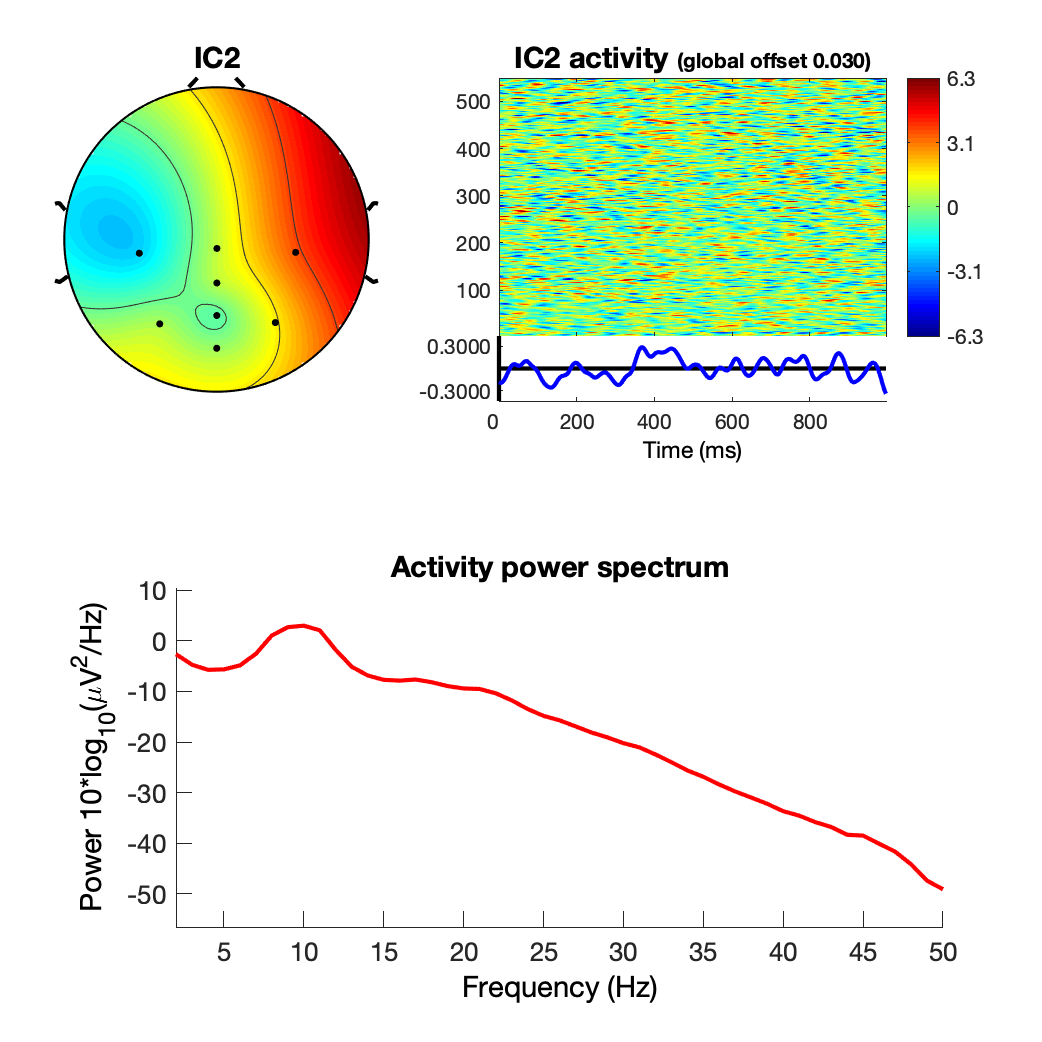 IC2
IC2 activity (global offset 0.030)
500
400
300
200
100
6.3
3.1
0
-3.1
-6.3
0.3000
-0.3000
0 200 400 600 800
Time (ms)
Activity power spectrum
10
0
-10
-20
-30
-40
-50
Power 10*log10(μV2/Hz)
5 10 15 20 25 30 35 40 45 50
Frequency (Hz)